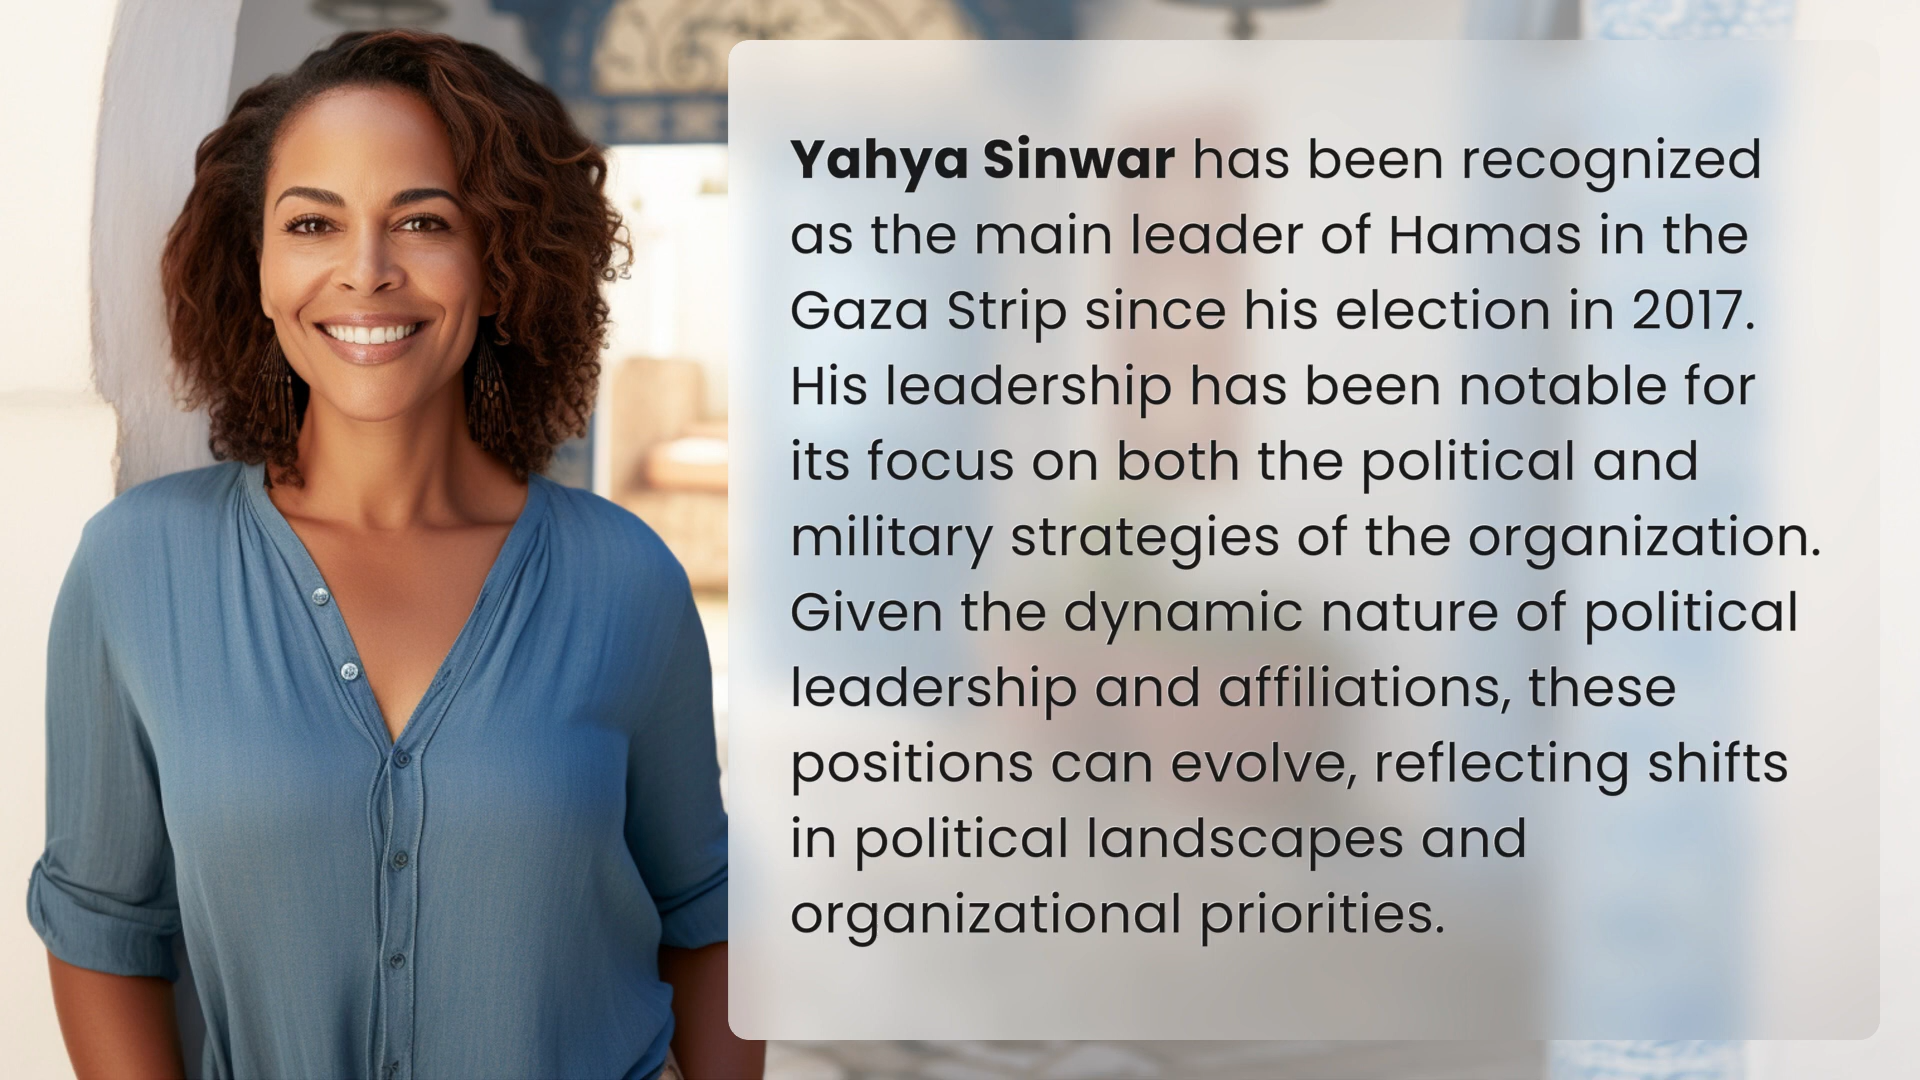 Yahya Sinwar has been recognized
as the main leader of Hamas in the
Gaza Strip since his election in 2017.
His leadership has been notable for
its focus on both the political and
military strategies of the organization.
Given the dynamic nature of political
leadership and affiliations, these
positions can evolve, reflecting shifts
in political landscapes and
organizational priorities.